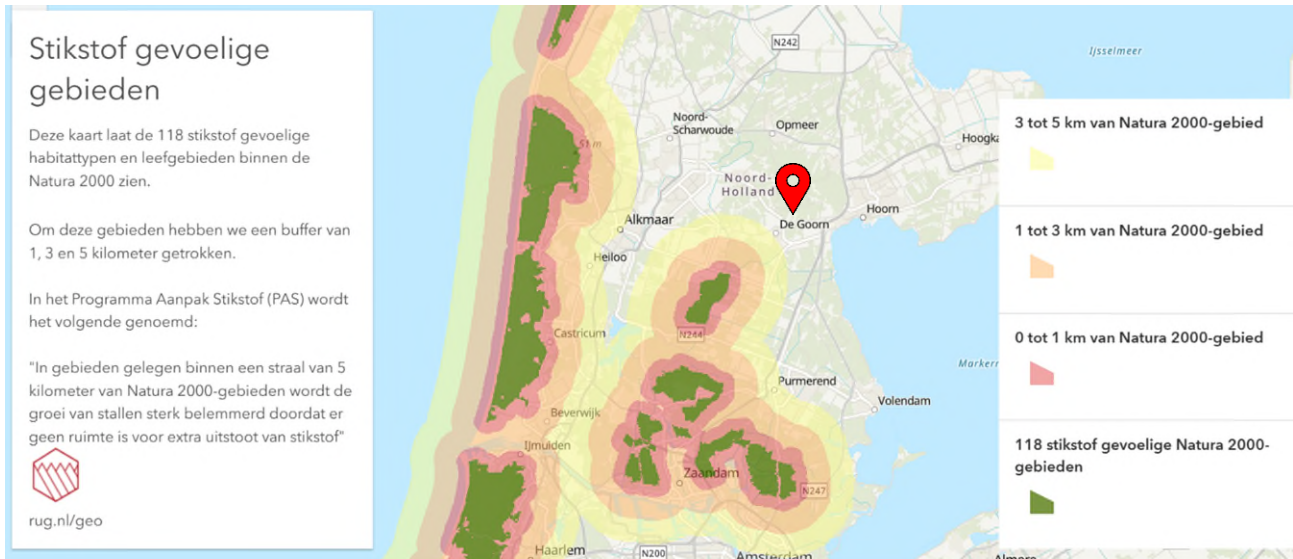 Stikstof gevoelige
gebieden
Deze kaart laat de 118 stikstof gevoelige
habitattypen en leefgebieden binnen de
Natura 2000 zien.
Om deze gebieden hebben we een buffer van
1, 3 en 5 kilometer getrokken.
In het Programma Aanpak Stikstof (PAS) wordt
het volgende genoemd:
"In gebieden gelegen binnen een straal van 5
kilometer van Natura 2000-gebieden wordt de
groei van stallen sterk belemmerd doordat er
geen ruimte is voor extra uitstoot van stikstof"
rug.nl/geo
N242
IJsselmeer
Noord-
Scharwoude
Opmeer
Hoogka
51 m
Noord-
Holland
Alkmaar
De Goorn
Hoorn
Heiloo
Castricum
N244
Markerm
Purmerend
Volendam
Beverwijk
IJmuiden
Zaandam
N247
Haarlem
N200
Amsterdam
Almere
3 tot 5 km van Natura 2000-gebied
1 tot 3 km van Natura 2000-gebied
0 tot 1 km van Natura 2000-gebied
118 stikstof gevoelige Natura 2000-
gebieden